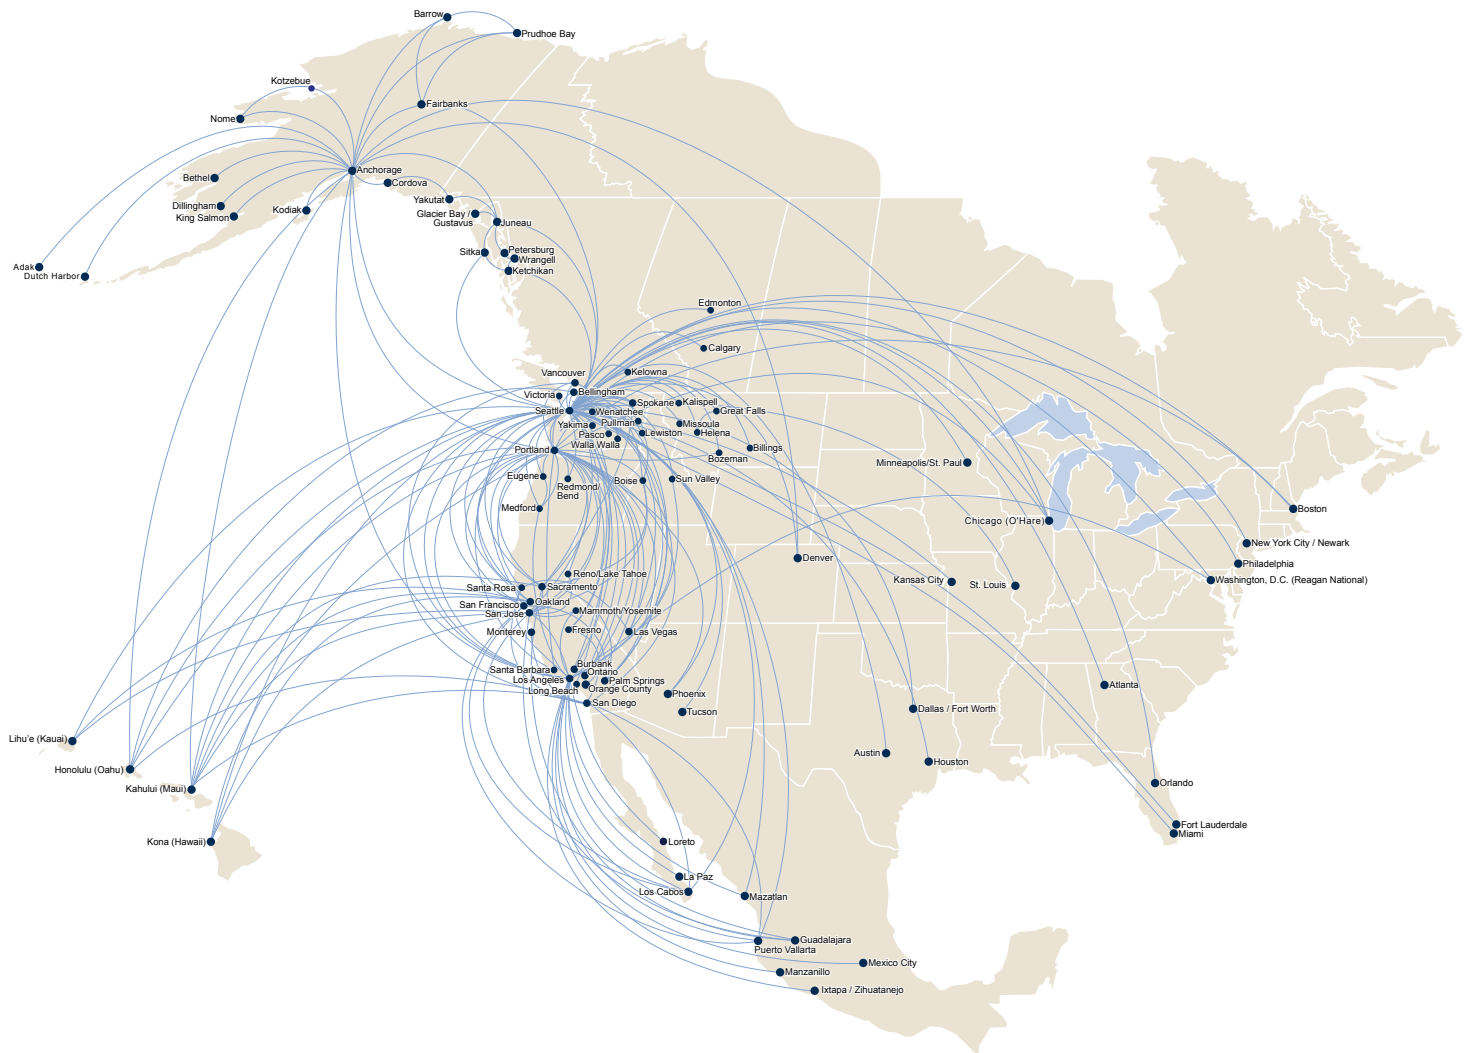 Barrow
Prudhoe Bay
Kotzebue
Fairbanks
Nome
Anchorage
Bethel
Cordova
Dillingham
King Salmon
Kodiak
Yakutat
Glacier Bay /
Gustavus
Juneau
Sitka
Petersburg
Wrangell
Ketchikan
Adak
Dutch Harbor
Edmonton
Calgary
Vancouver
Kelowna
Victoria
Bellingham
Seattle
Wenatchee
Spokane
Kalispell
Great Falls
Yakima
Pullman
Missoula
Pasco
Lewiston
Helena
Walla Walla
Portland
Bozeman
Billings
Minneapolis/St. Paul
Eugene
Redmond/
Bend
Boise
Sun Valley
Medford
Chicago (O'Hare)
Boston
New York City / Newark
Philadelphia
Washington, D.C. (Reagan National)
Denver
Kansas City
St. Louis
Reno/Lake Tahoe
Santa Rosa
Sacramento
San Francisco
Oakland
San Jose
Mammoth/Yosemite
Monterey
Fresno
Las Vegas
Santa Barbara
Burbank
Ontario
Los Angeles
Palm Springs
Long Beach
Orange County
San Diego
Phoenix
Tucson
Atlanta
Dallas / Fort Worth
Austin
Houston
Orlando
Fort Lauderdale
Miami
Lihu'e (Kauai)
Honolulu (Oahu)
Kahului (Maui)
Kona (Hawaii)
Loreto
La Paz
Los Cabos
Mazatlan
Guadalajara
Puerto Vallarta
Mexico City
Manzanillo
Ixtapa / Zihuatanejo